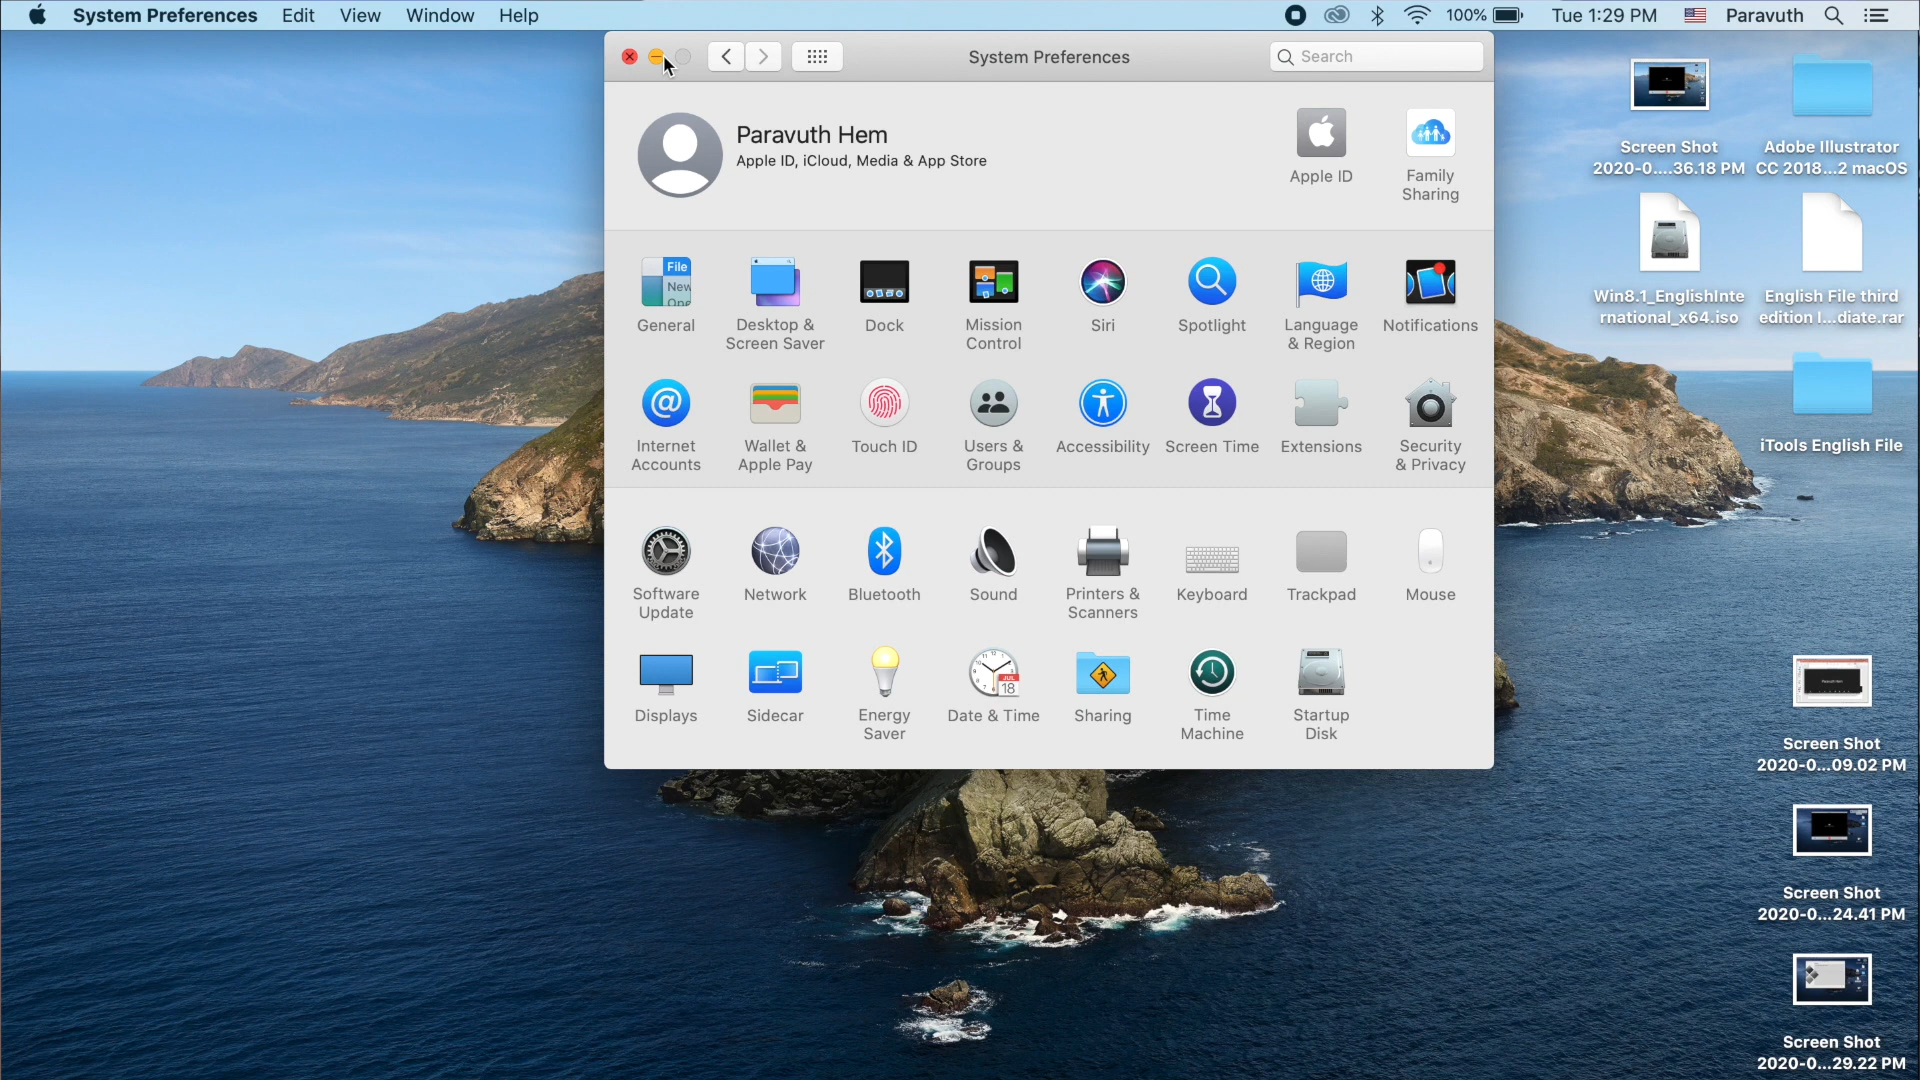 System Preferences Edit View Window Help
100% Tue 1:29 PM Paravuth
System Preferences
Search
Paravuth Hem
Apple ID, iCloud, Media & App Store
Apple ID
Family
Sharing
File
New
General
Desktop &
Screen Saver
Dock
Mission
Control
Siri
Spotlight
Language
& Region
Notifications
Internet
Accounts
Wallet &
Apple Pay
Touch ID
Users &
Groups
Accessibility
Screen Time
Extensions
Security
& Privacy
Software
Update
Network
Bluetooth
Sound
Printers &
Scanners
Keyboard
Trackpad
Mouse
Displays
Sidecar
Energy
Saver
JUL
18
Date & Time
Sharing
Time
Machine
Startup
Disk
Screen Shot
2020-0....36.18 PM
Adobe Illustrator
CC 2018...2 macOS
Win8.1_EnglishInte
rnational_x64.iso
English File third
edition I...diate.rar
iTools English File
Screen Shot
2020-0...09.02 PM
Screen Shot
2020-0...24.41 PM
Screen Shot
2020-0...29.22 PM